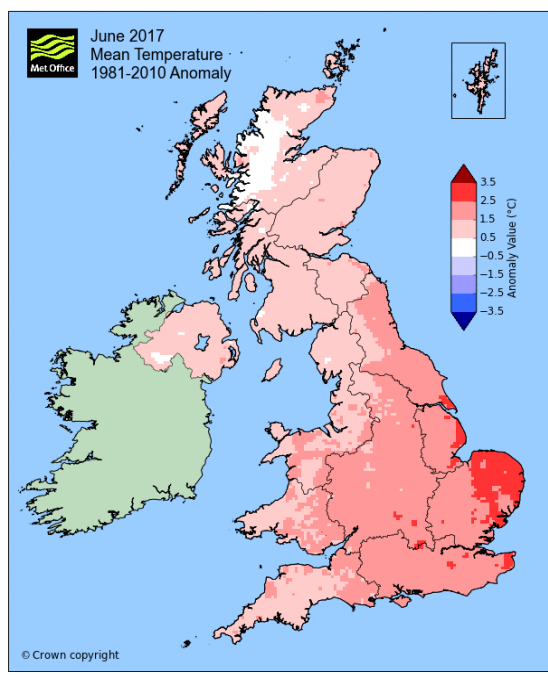 June 2017
Mean Temperature
1981-2010 Anomaly
Met Office
3.5
2.5
1.5
0.5
−0.5
−1.5
−2.5
−3.5
Anomaly Value (°C)
© Crown copyright